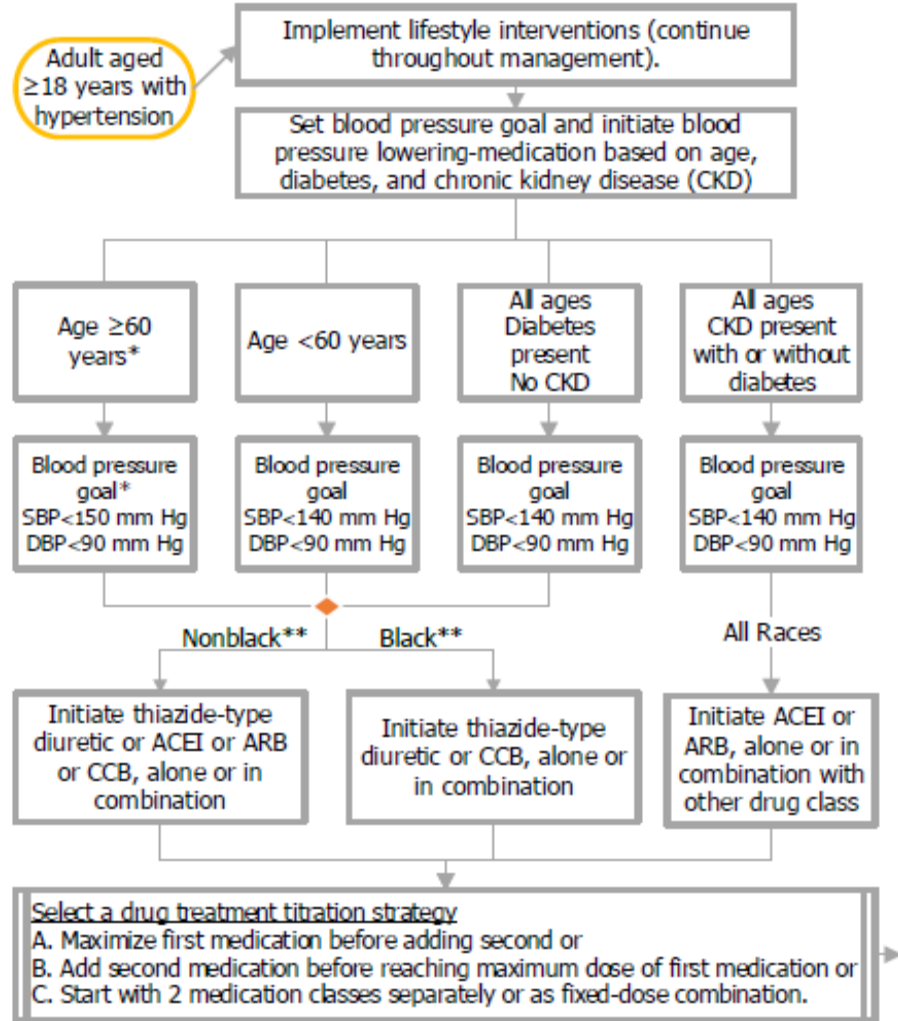 Adult aged
≥18 years with
hypertension
Implement lifestyle interventions (continue
throughout management).
Set blood pressure goal and initiate blood
pressure lowering-medication based on age,
diabetes, and chronic kidney disease (CKD)
Age ≥60
years*
Age <60 years
All ages
Diabetes
present
No CKD
All ages
CKD present
with or without
diabetes
Blood pressure
goal*
SBP<150 mm Hg
DBP<90 mm Hg
Blood pressure
goal
SBP<140 mm Hg
DBP<90 mm Hg
Blood pressure
goal
SBP<140 mm Hg
DBP<90 mm Hg
Blood pressure
goal
SBP<140 mm Hg
DBP<90 mm Hg
Nonblack**
Black**
All Races
Initiate thiazide-type
diuretic or ACEI or ARB
or CCB, alone or in
combination
Initiate thiazide-type
diuretic or CCB, alone or
in combination
Initiate ACEI or
ARB, alone or in
combination with
other drug class
Select a drug treatment titration strategy
A. Maximize first medication before adding second or
B. Add second medication before reaching maximum dose of first medication or
C. Start with 2 medication classes separately or as fixed-dose combination.